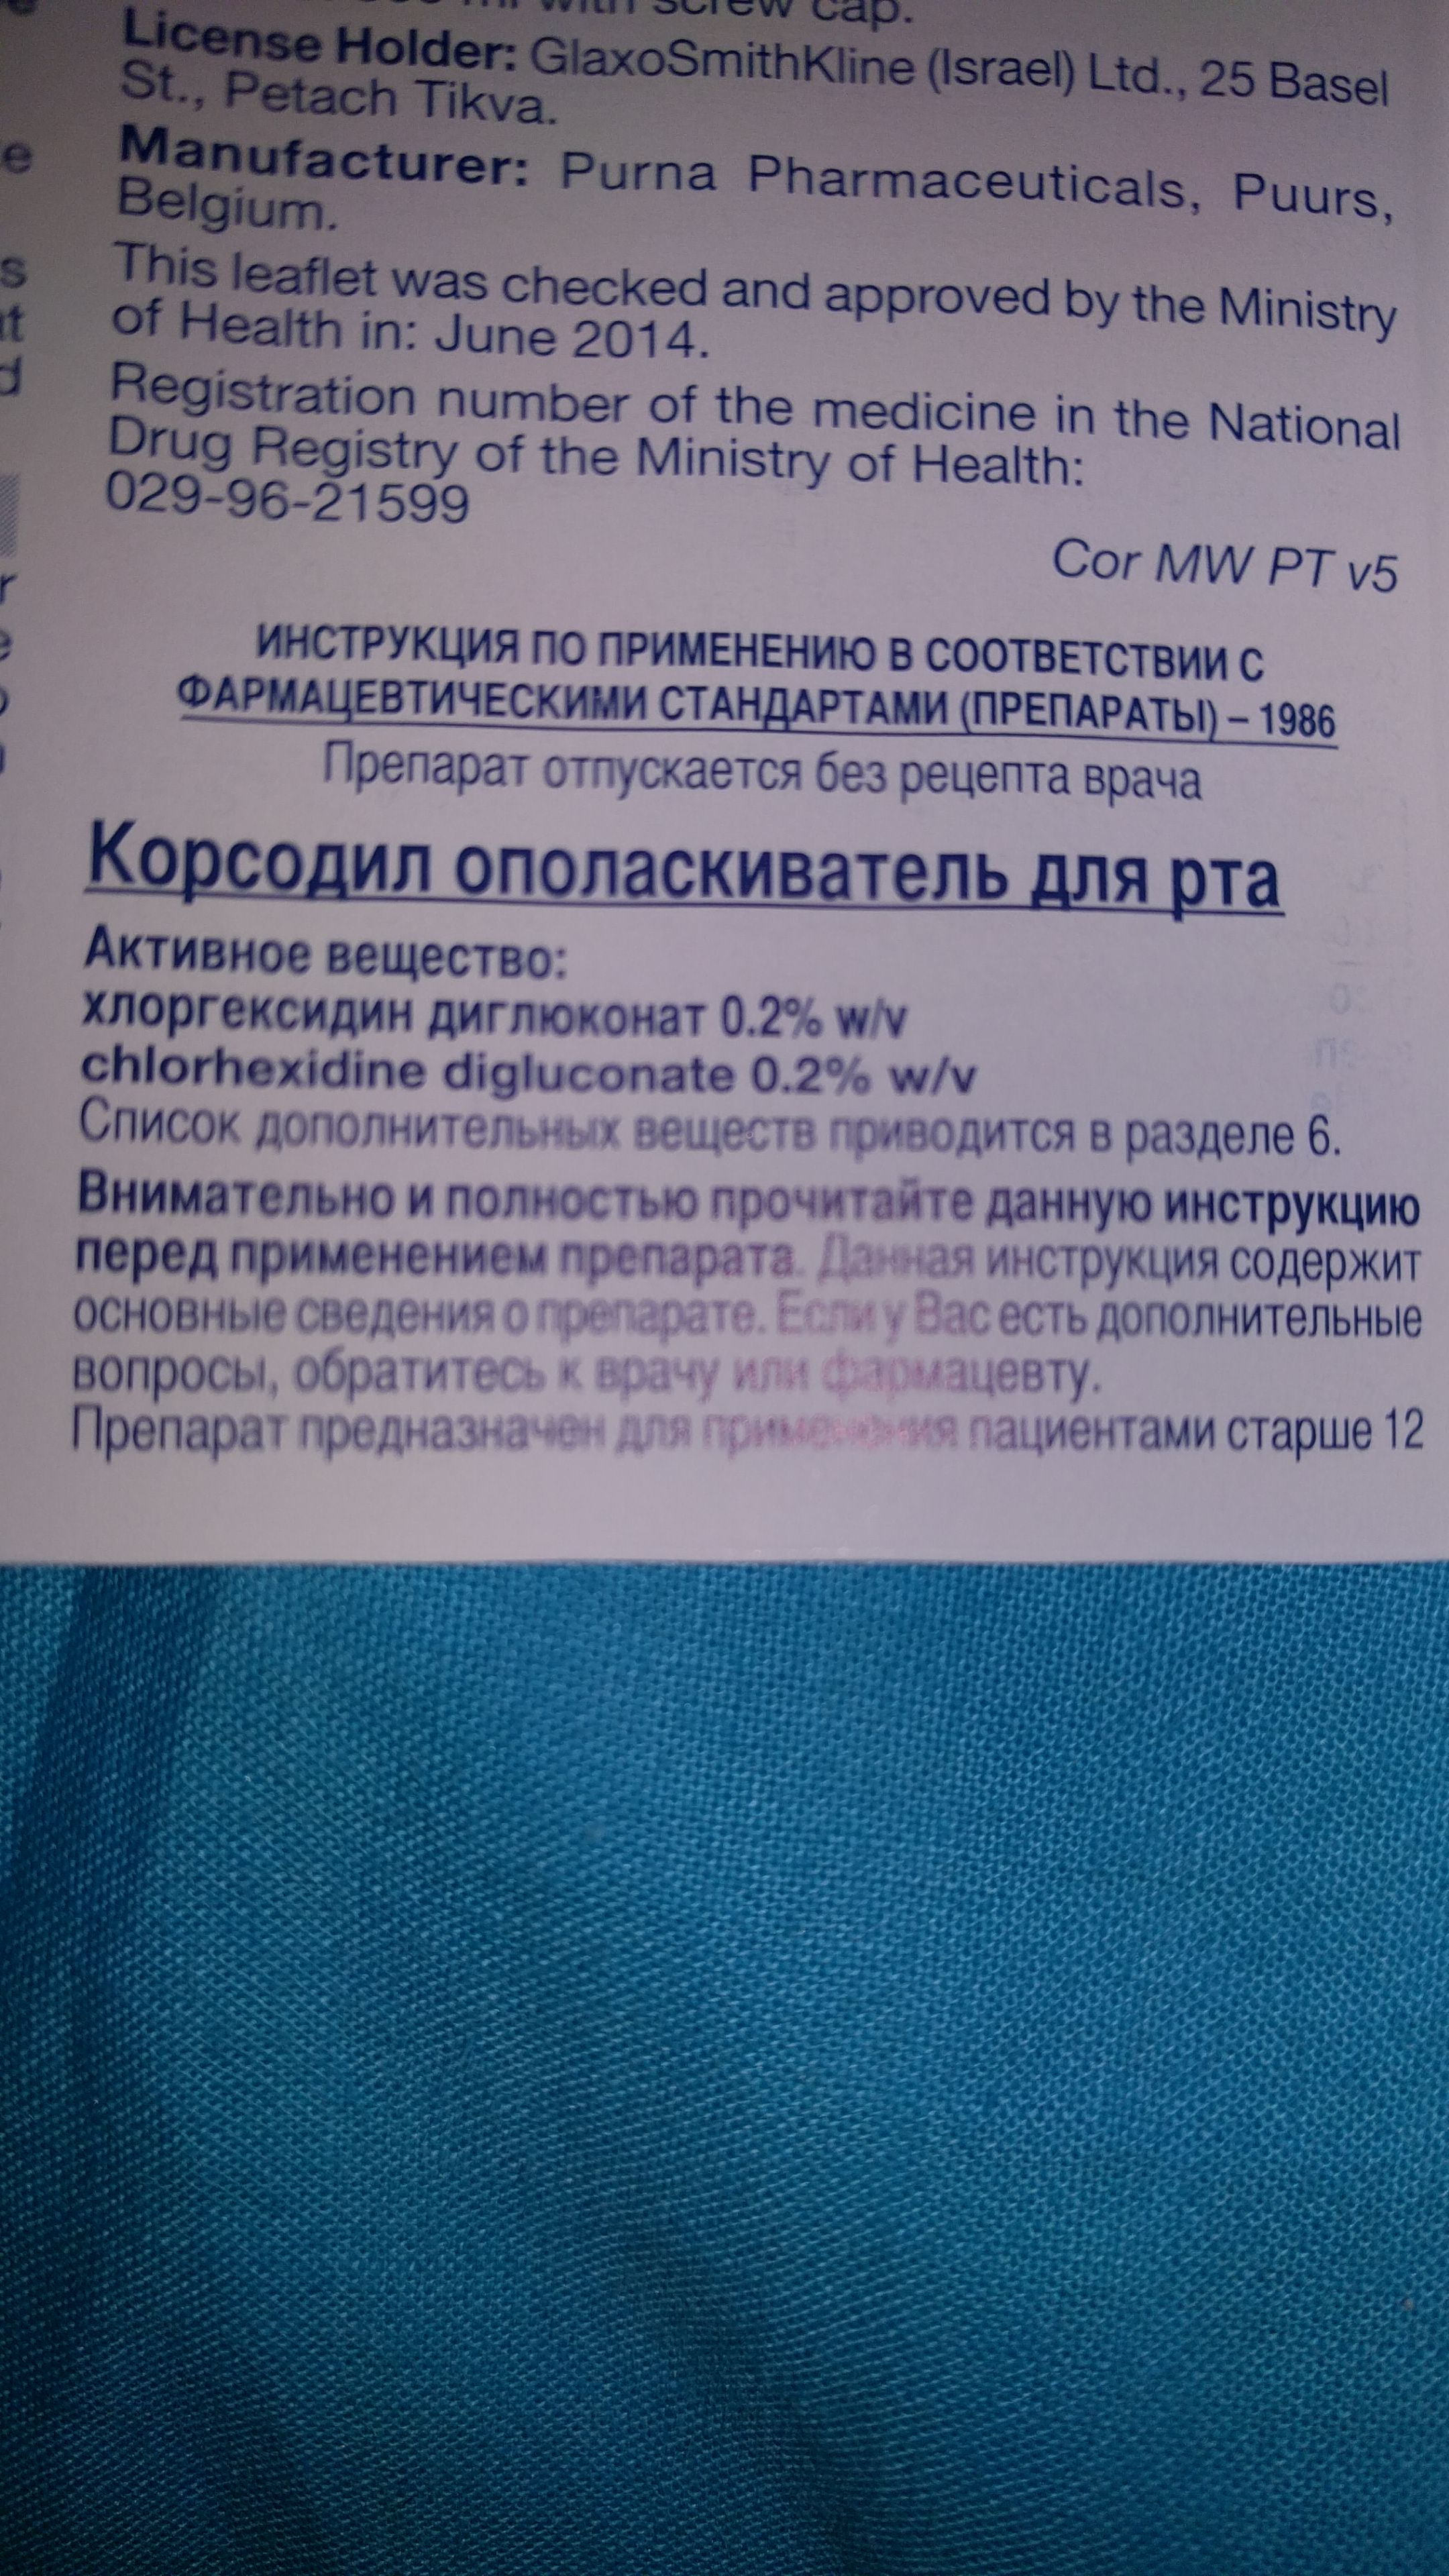 with screw cap.
License Holder: GlaxoSmithKline (Israel) Ltd., 25 Basel
St., Petach Tikva.
Manufacturer: Purna Pharmaceuticals, Puurs,
Belgium.
This leaflet was checked and approved by the Ministry
of Health in: June 2014.
Registration number of the medicine in the National
Drug Registry of the Ministry of Health:
029-96-21599
Cor MW PT v5
ИНСТРУКЦИЯ ПО ПРИМЕНЕНИЮ В СООТВЕТСТВИИ С
ФАРМАЦЕВТИЧЕСКИМИ СТАНДАРТАМИ (ПРЕПАРАТЫ) – 1986
Препарат отпускается без рецепта врача
Корсодил ополаскиватель для рта
Активное вещество:
хлоргексидин диглюконат 0.2% w/v
chlorhexidine digluconate 0.2% w/v
Список дополнительных веществ приводится в разделе 6.
Внимательно и полностью прочитайте данную инструкцию
перед применением препарата. Данная инструкция содержит
основные сведения о препарате. Если у Вас есть дополнительные
вопросы, обратитесь к врачу или фармацевту.
Препарат предназначен для применения пациентами старше 12